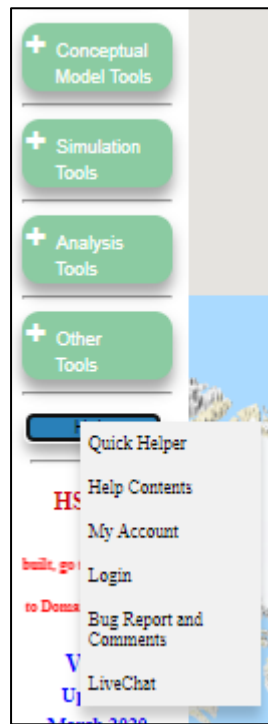 Conceptual
Model Tools
Simulation
Tools
Analysis
Tools
Other
Tools
Quick Helper
Help Contents
HS
My Account
built, go
Login
to Doma
Bug Report and
Comments
V
LiveChat
Up
March 2020